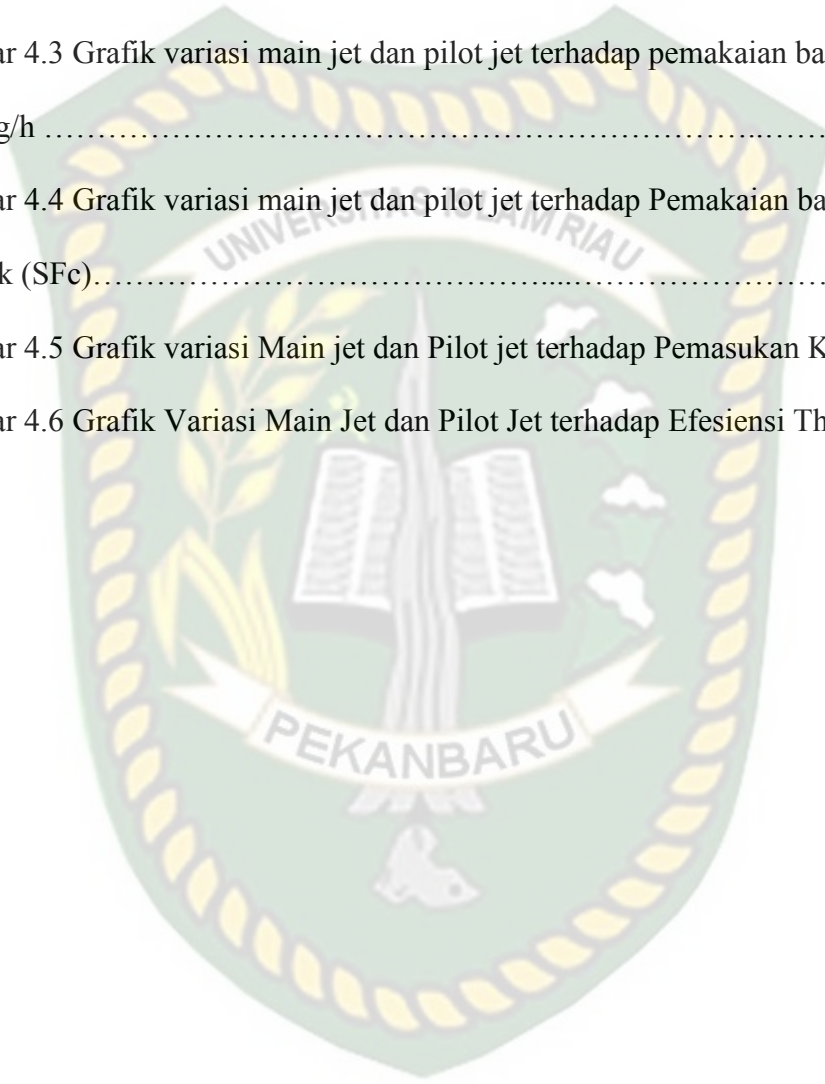 ar 4.3 Grafik variasi main jet dan pilot jet terhadap pemakaian ba
g/h ……………………………………………………………..……
ar 4.4 Grafik variasi main jet dan pilot jet terhadap Pemakaian ba
k (SFc)……………………………………....……………………
ar 4.5 Grafik variasi Main jet dan Pilot jet terhadap Pemasukan K
ar 4.6 Grafik Variasi Main Jet dan Pilot Jet terhadap Efesiensi Th
UNIVERSITAS ISLAM RIAU
PEKANBARU